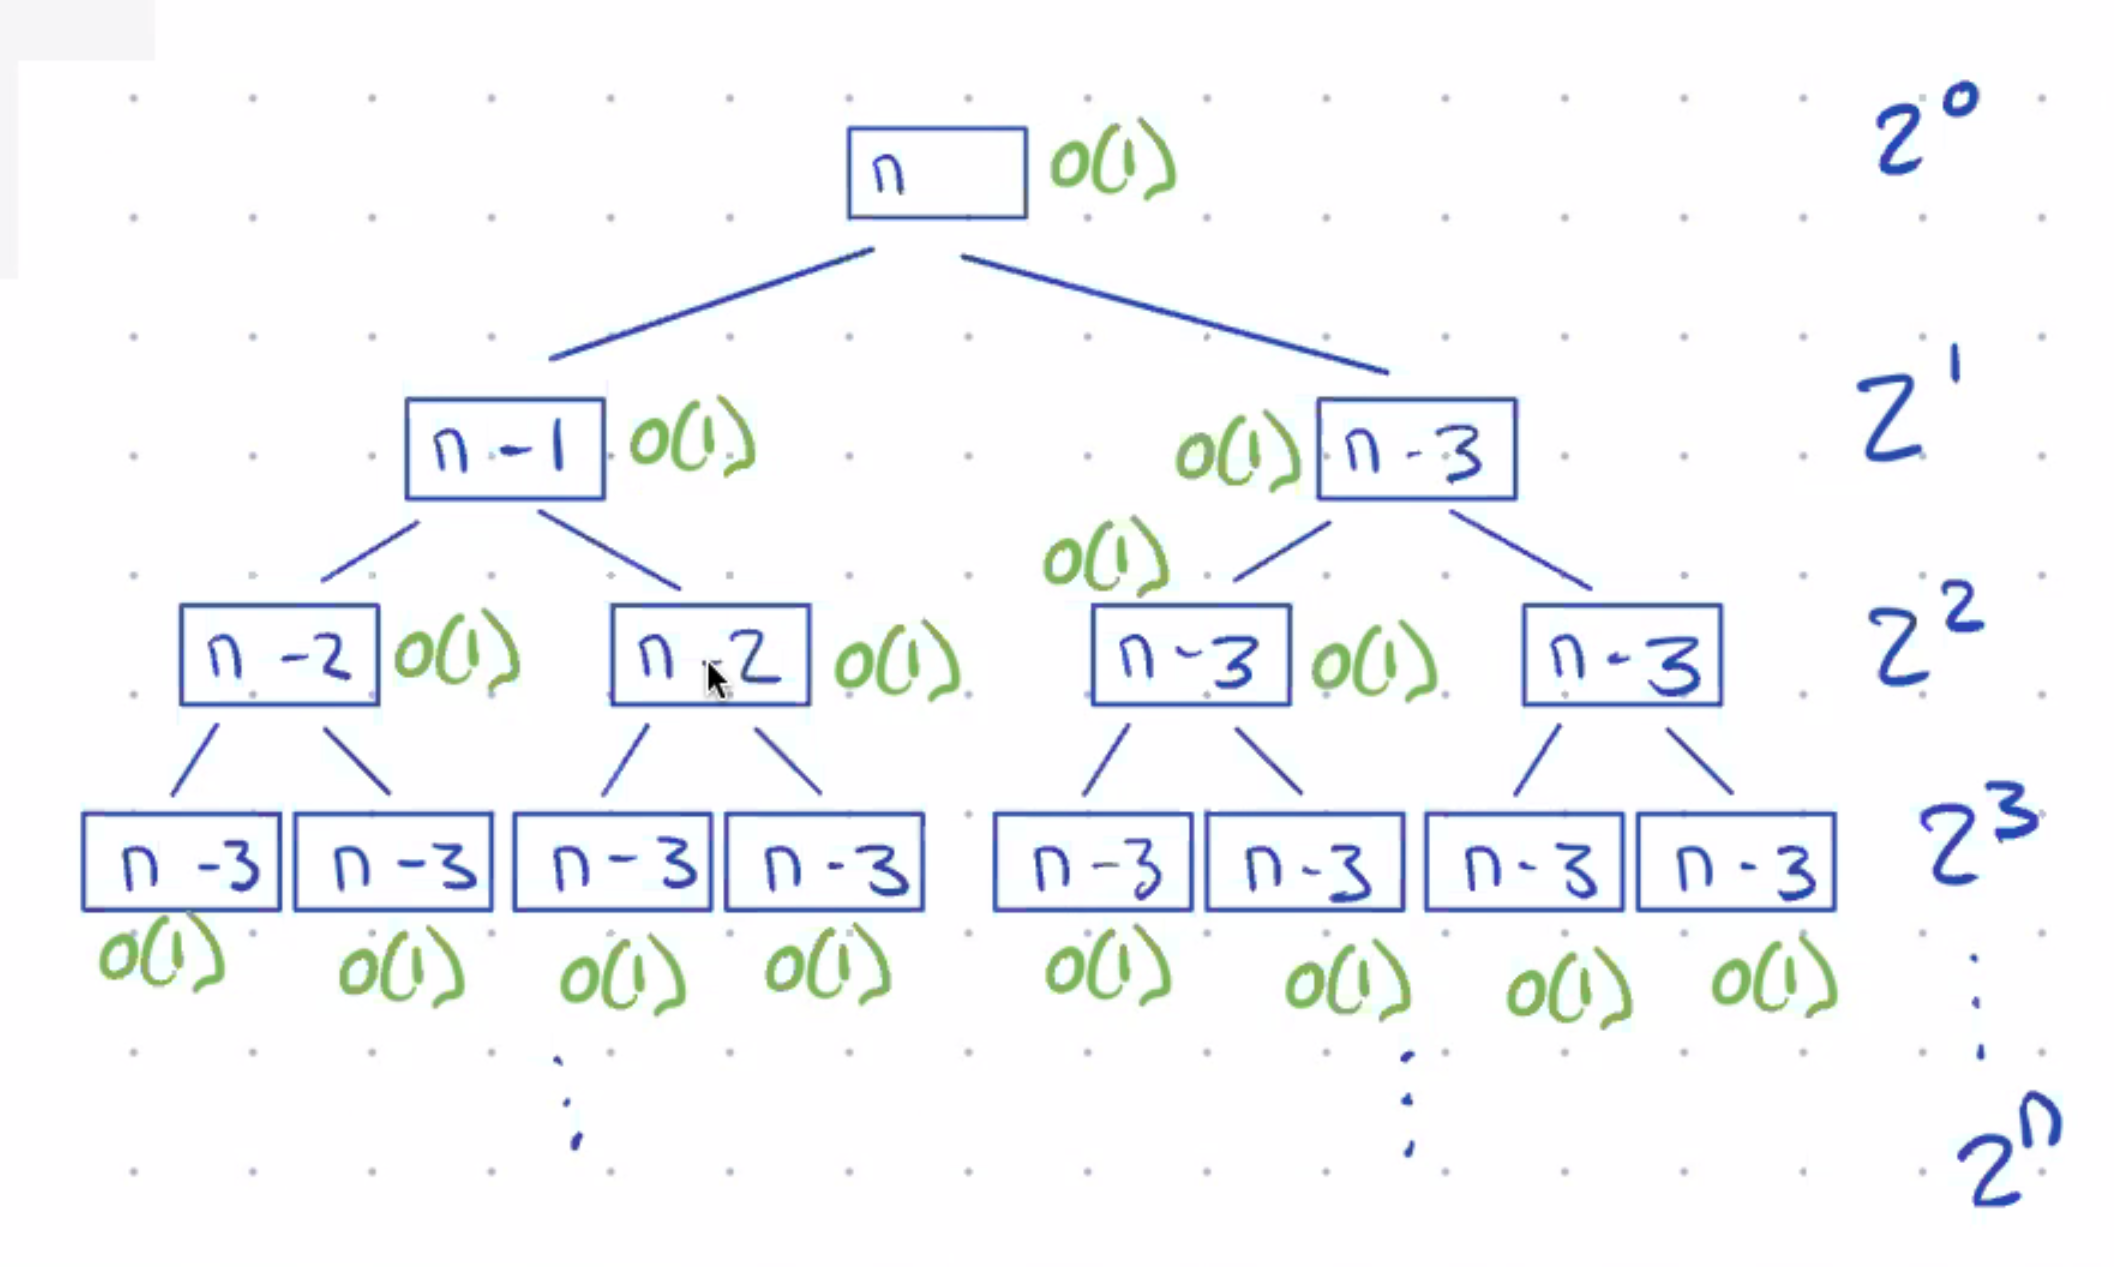 n O(1) 2^0
n-1 O(1) O(1) n-3 2^1
O(1)
n-2 O(1) n-2 O(1) n-3 O(1) n-3 2^2
n-3 n-3 n-3 n-3 n-3 n-3 n-3 n-3 2^3
O(1) O(1) O(1) O(1) O(1) O(1) O(1) O(1)
2^n